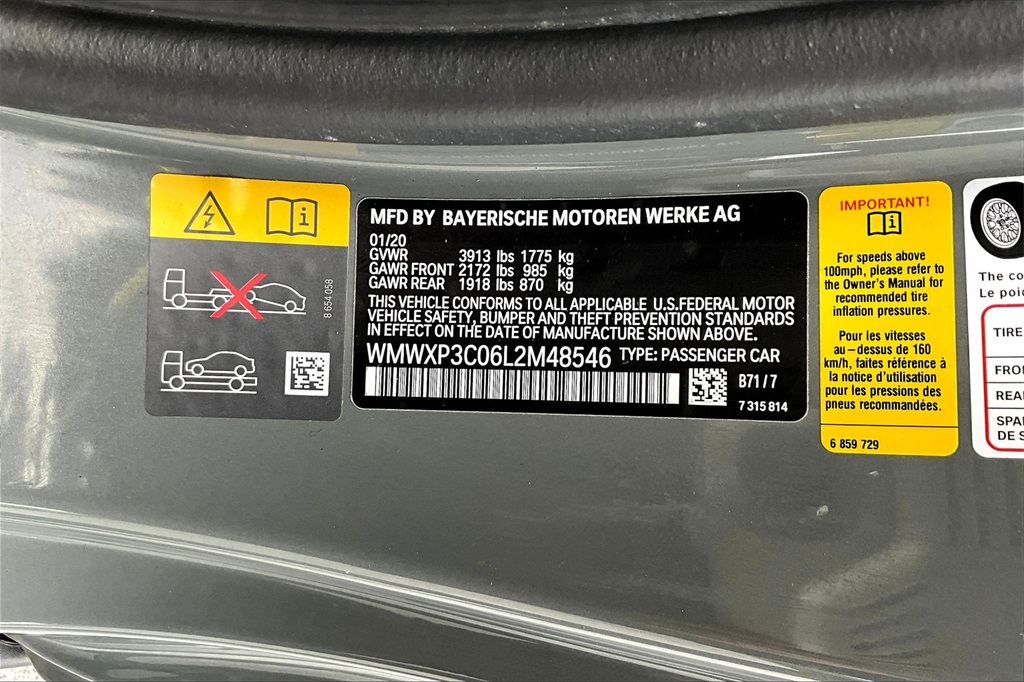 8 654 058
MFD BY BAYERISCHE MOTOREN WERKE AG
01/20
GVWR 3913 lbs 1775 kg
GAWR FRONT 2172 lbs 985 kg
GAWR REAR 1918 lbs 870 kg
THIS VEHICLE CONFORMS TO ALL APPLICABLE U.S.FEDERAL MOTOR
VEHICLE SAFETY, BUMPER AND THEFT PREVENTION STANDARDS
IN EFFECT ON THE DATE OF MANUFACTURE SHOWN ABOVE.
WMWXP3C06L2M48546 TYPE: PASSENGER CAR
B71/7
7 315 814
IMPORTANT!
For speeds above
100mph, please refer to
the Owner's Manual for
recommended tire
inflation pressures.
Pour les vitesses
au-dessus de 160
km/h, faites référence à
la notice d'utilisation
pour les pressions des
pneus recommandées.
6 859 729
The co
Le poi
TIRE
FRO
REA
SPA
DE S